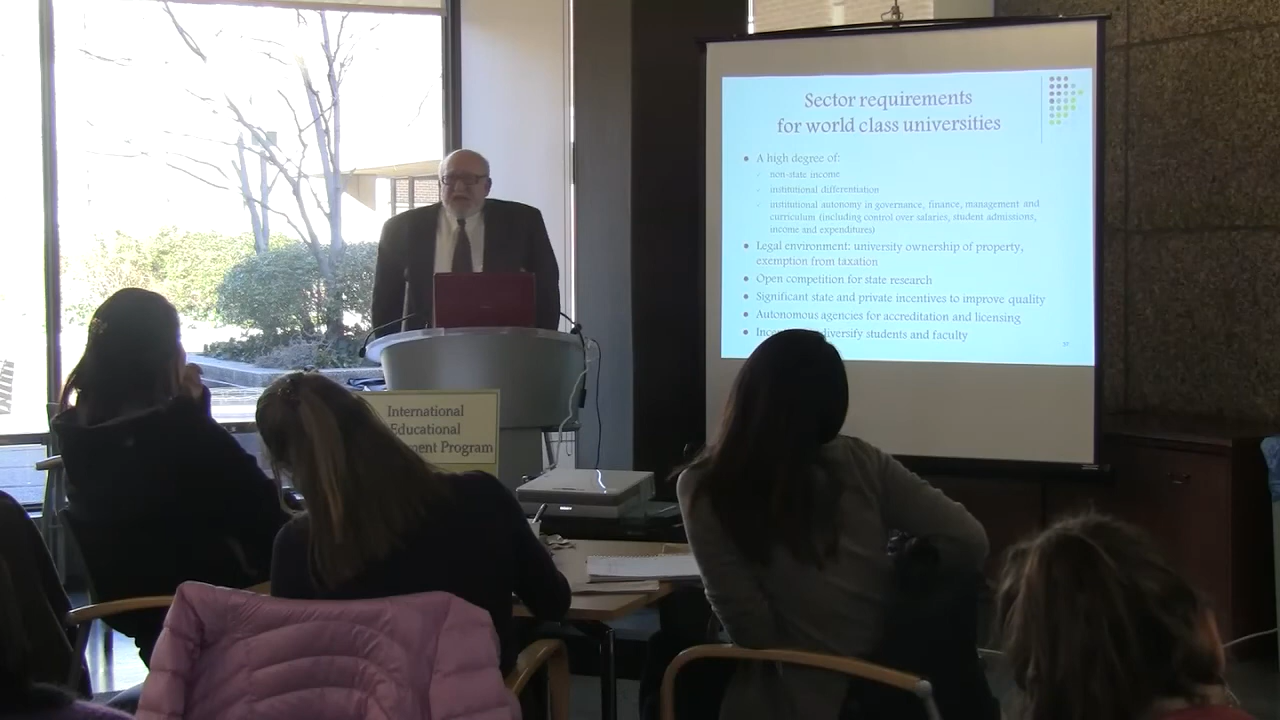 Sector requirements
for world class universities
A high degree of:
non-state income
institutional differentiation
institutional autonomy in governance, finance, management and
curriculum (including control over salaries, student admissions,
income and expenditures)
Legal environment: university ownership of property,
exemption from taxation
Open competition for state research
Significant state and private incentives to improve quality
Autonomous agencies for accreditation and licensing
diversify students and faculty
International
Educational
Program